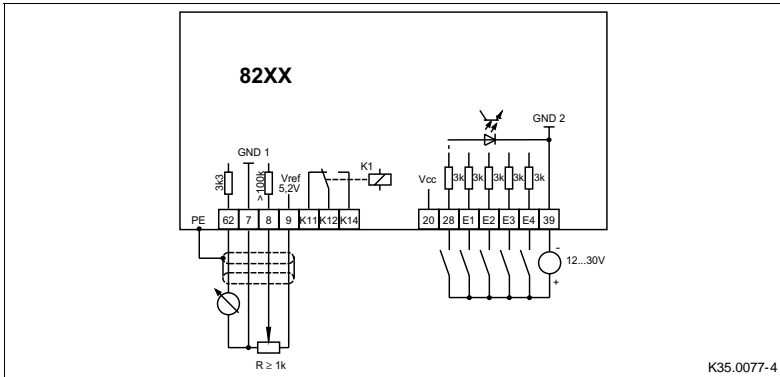 82XX
GND 2
GND 1
K1
3k3
>100k
Vref
5,2V
Vcc
3k
3k
3k
3k
3k
PE
62
7
8
9
K11
K12
K14
20
28
E1
E2
E3
E4
39
-
12...30V
+
R ≥ 1k
K35.0077-4